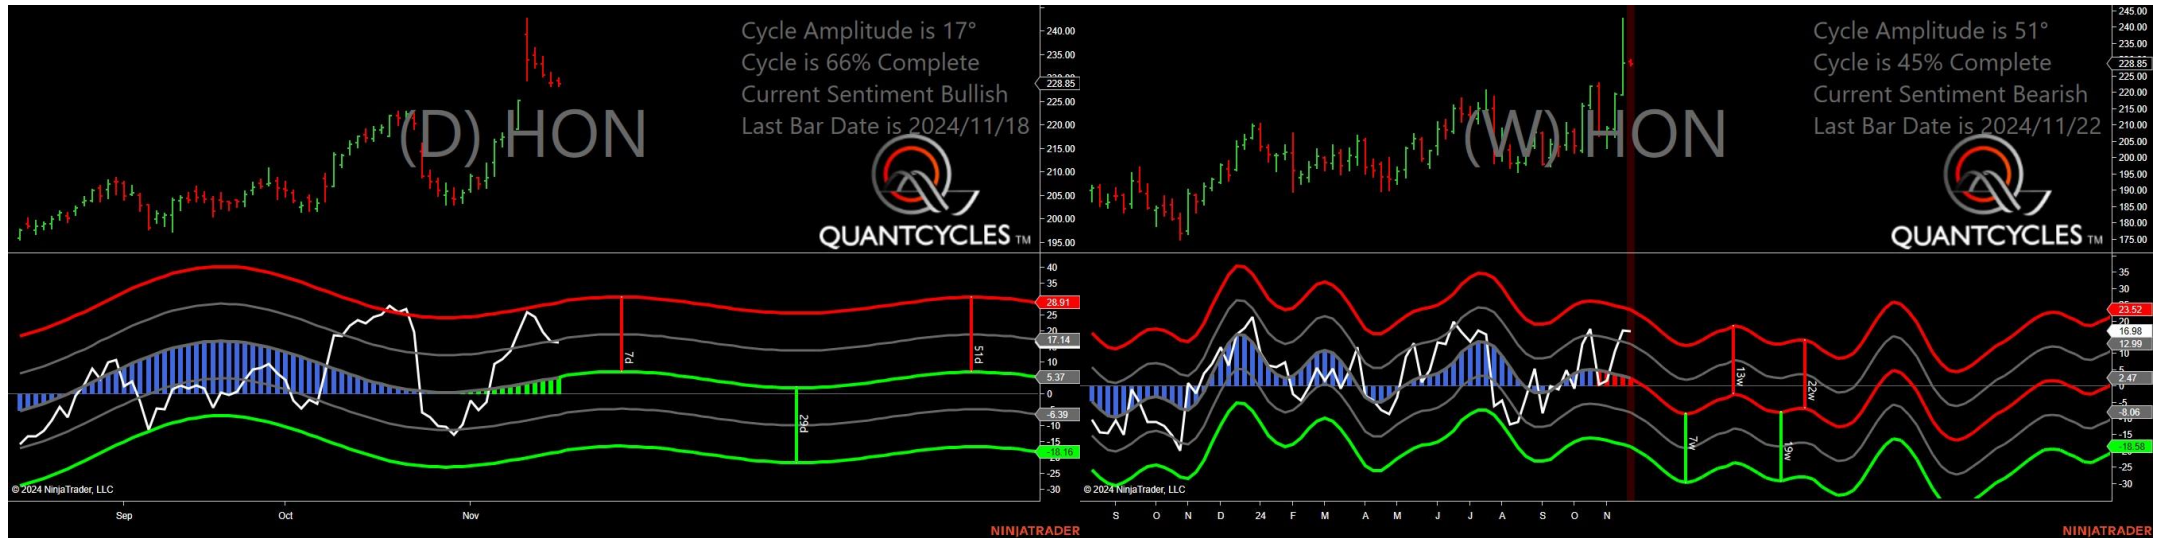 Cycle Amplitude is 17°
Cycle is 66% Complete
Current Sentiment Bullish
Last Bar Date is 2024/11/18
(D) HON
QUANTCYCLES TM
240.00
235.00
228.85
225.00
220.00
215.00
210.00
205.00
200.00
195.00
40
35
28.91
25
20
17.14
10
5.37
0
-6.39
-10
-15
-18.16
-25
-30
7d
29d
51d
© 2024 NinjaTrader, LLC
Sep
Oct
Nov
NINJATRADER
Cycle Amplitude is 51°
Cycle is 45% Complete
Current Sentiment Bearish
Last Bar Date is 2024/11/22
(W) HON
QUANTCYCLES TM
245.00
240.00
235.00
228.85
225.00
220.00
215.00
210.00
205.00
200.00
195.00
190.00
185.00
180.00
175.00
35
30
23.52
20
16.98
12.99
10
5
2.47
-5
-8.06
-15
-18.58
-25
-30
7w
13w
19w
22w
© 2024 NinjaTrader, LLC
S
O
N
D
24
F
M
A
M
J
J
A
S
O
N
NINJATRADER